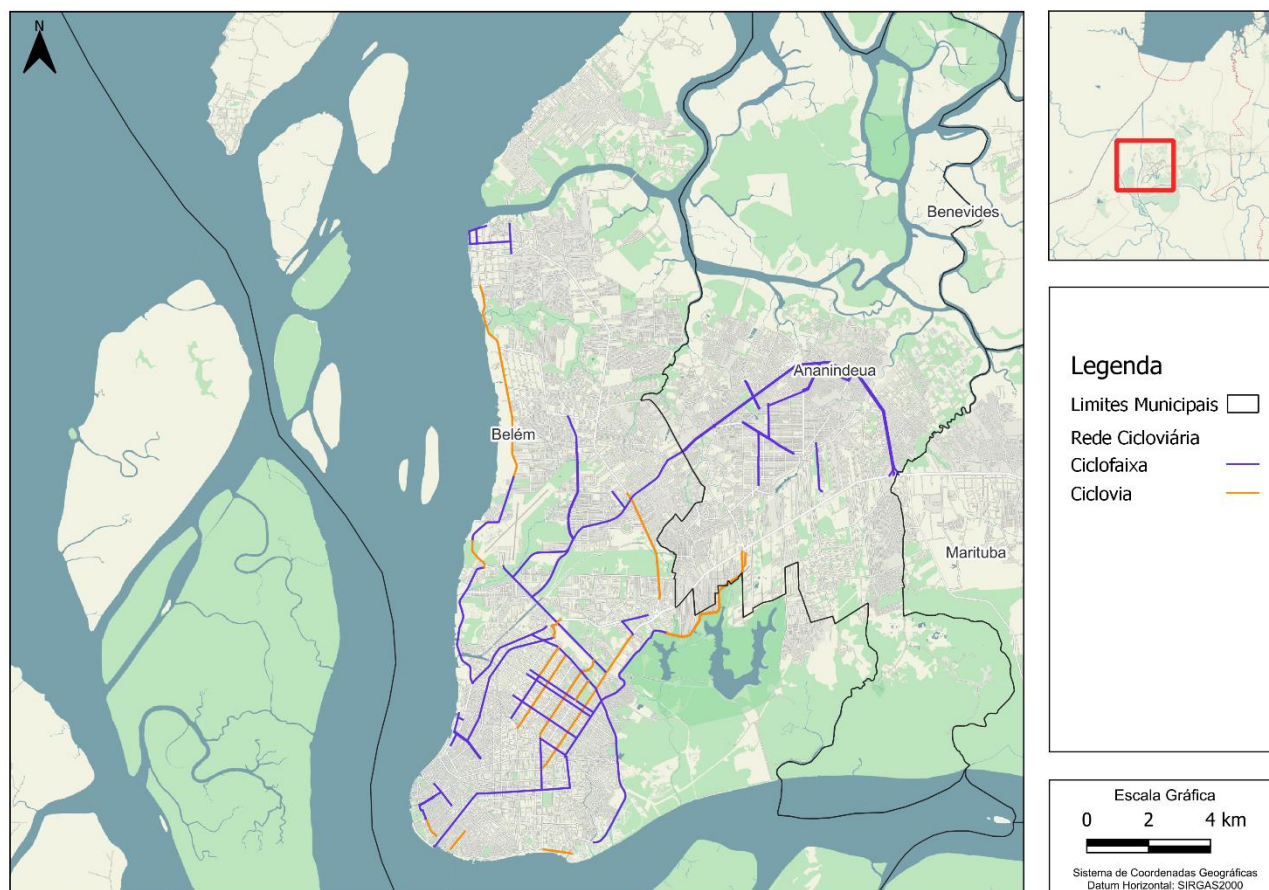 N
Benevides
Ananindeua
Belém
Marituba
Legenda
Limites Municipais
Rede Cicloviária
Ciclofaixa
Ciclovia
Escala Gráfica
0 2 4 km
Sistema de Coordenadas Geográficas
Datum Horizontal: SIRGAS2000